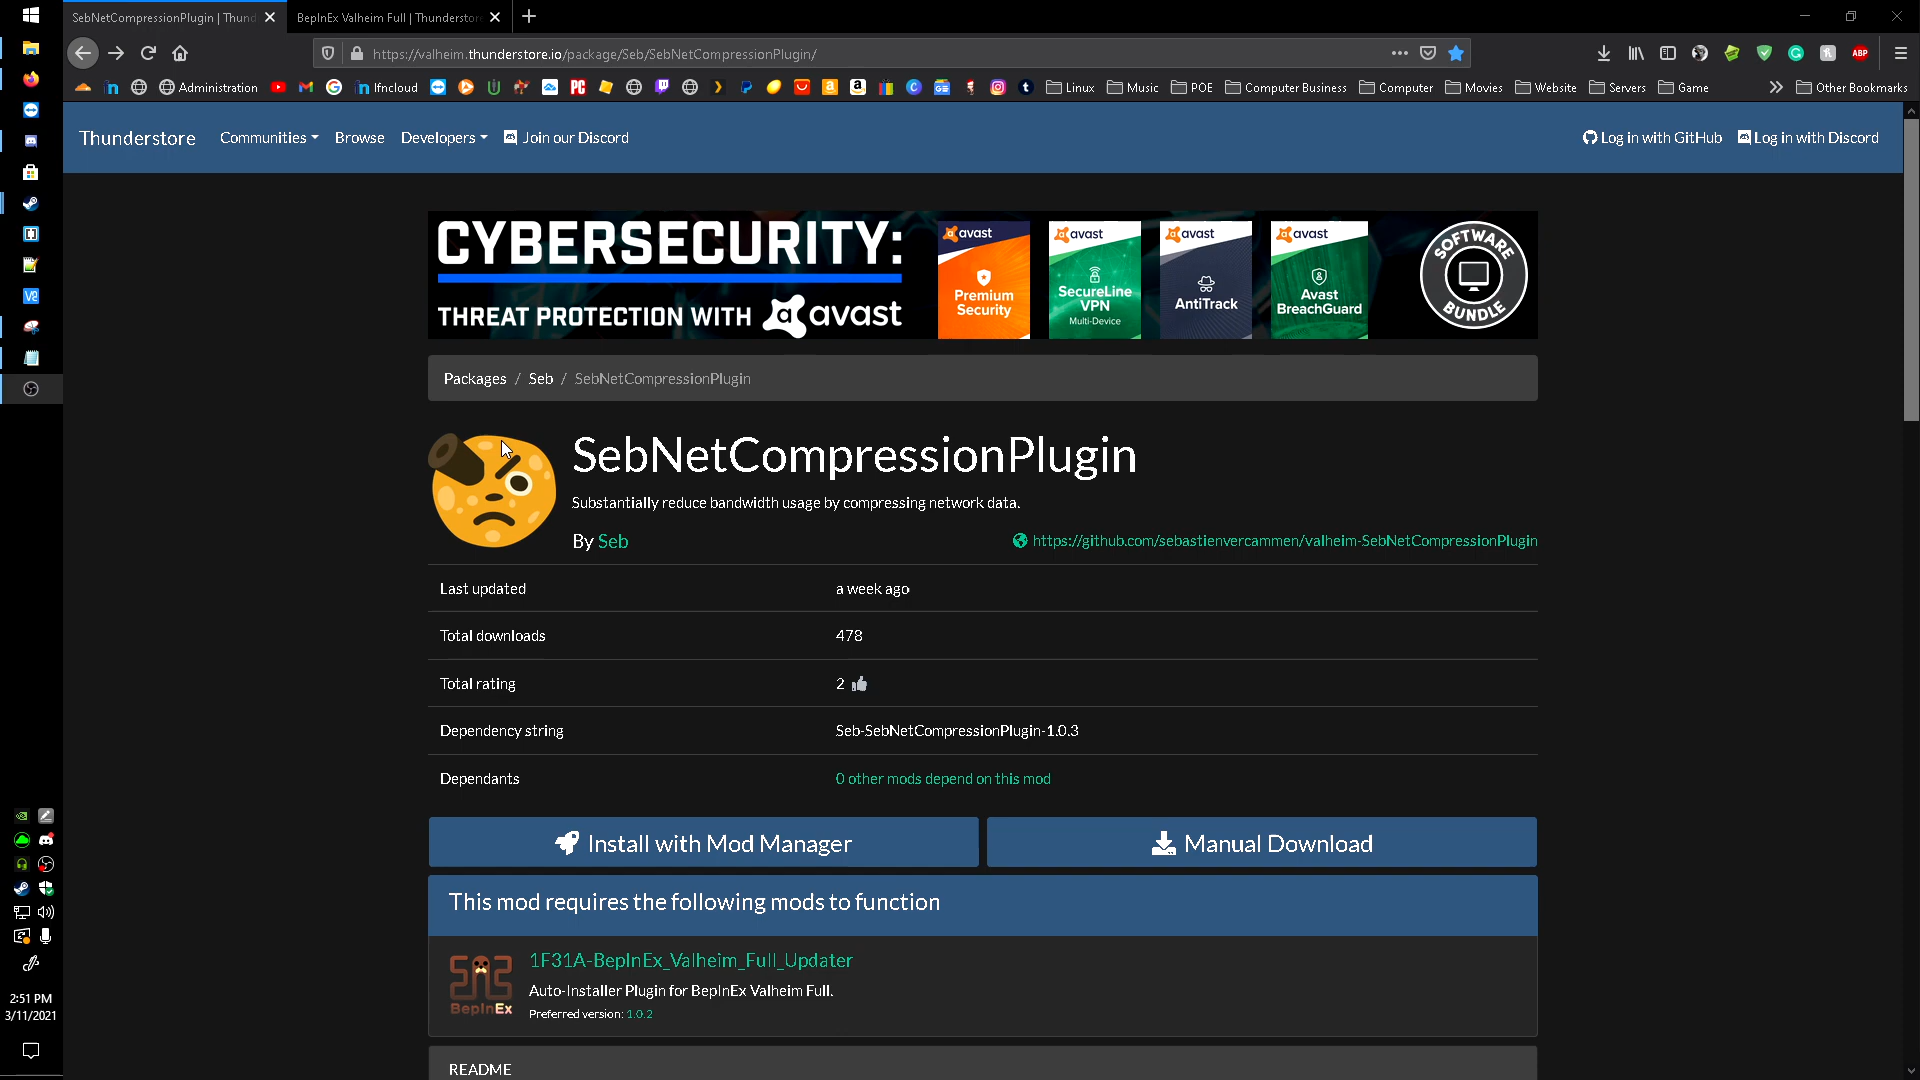 SebNetCompressionPlugin | Thund
BepInEx Valheim Full | Thunderstor
https://valheim.thunderstore.io/package/Seb/SebNetCompressionPlugin/
ABP
Administration
lfncloud
PC
Linux
Music
POE
Computer Business
Computer
Movies
Website
Servers
Game
Other Bookmarks
Thunderstore
Communities
Browse
Developers
Join our Discord
Log in with GitHub
Log in with Discord
CYBERSECURITY:
THREAT PROTECTION WITH avast
avast
Premium
Security
avast
SecureLine
VPN
Multi-Device
avast
AntiTrack
avast
Avast
BreachGuard
SOFTWARE
BUNDLE
Packages / Seb / SebNetCompressionPlugin
SebNetCompressionPlugin
Substantially reduce bandwidth usage by compressing network data.
By Seb
https://github.com/sebastienvercammen/valheim-SebNetCompressionPlugin
Last updated a week ago
Total downloads 478
Total rating 2
Dependency string Seb-SebNetCompressionPlugin-1.0.3
Dependants 0 other mods depend on this mod
Install with Mod Manager
Manual Download
This mod requires the following mods to function
BepInEx
1F31A-BepInEx_Valheim_Full_Updater
Auto-Installer Plugin for BepInEx Valheim Full.
Preferred version: 1.0.2
README
2:51 PM
3/11/2021